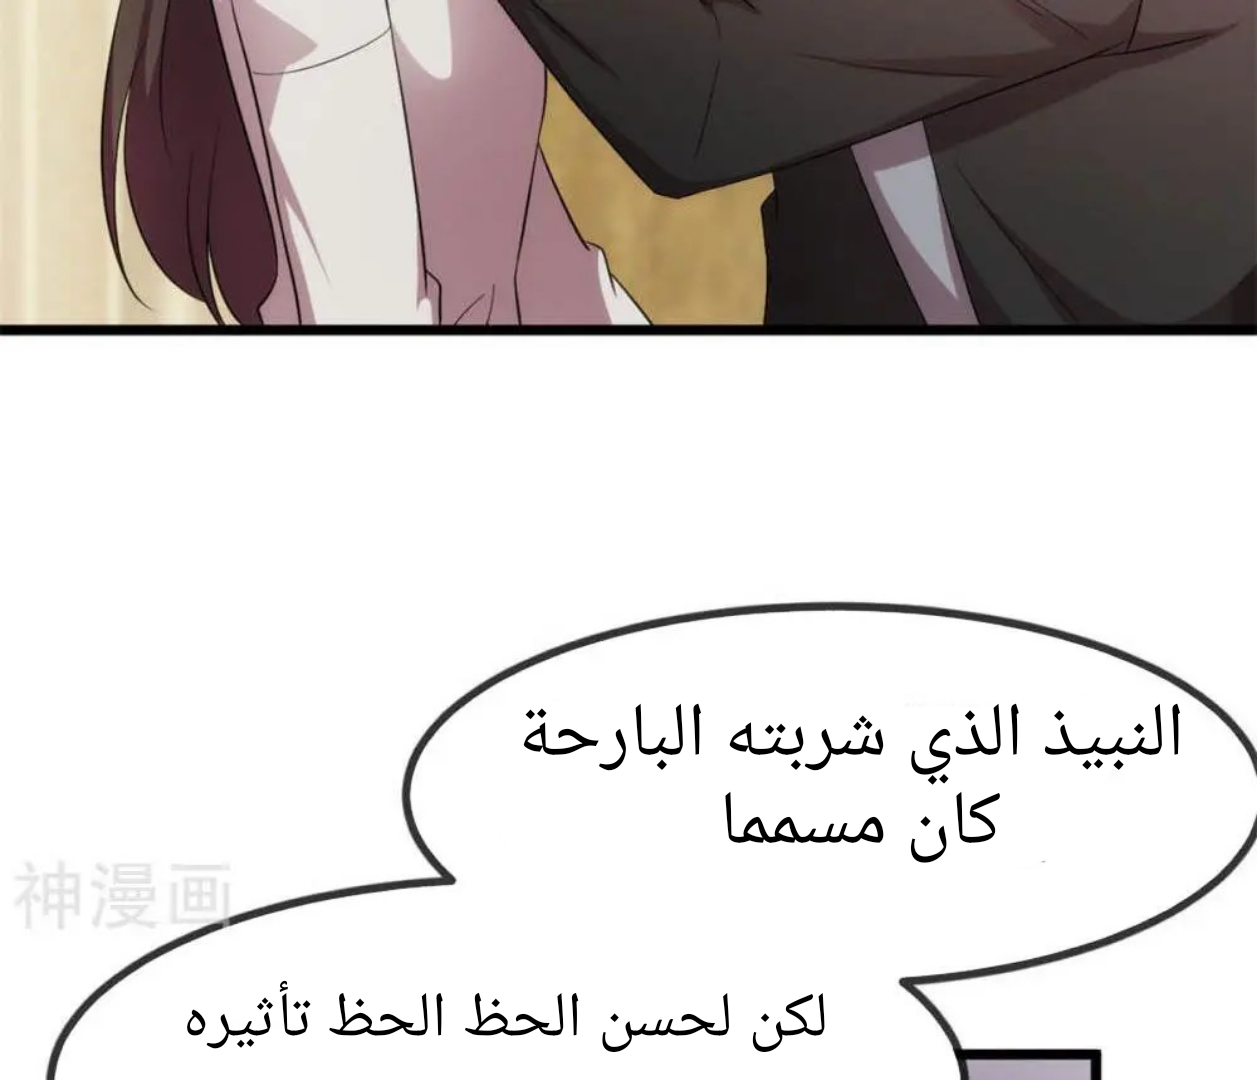 النبيذ الذي شربته البارحة
كان مسمما
神漫画
لكن لحسن الحظ الحظ تأثيره